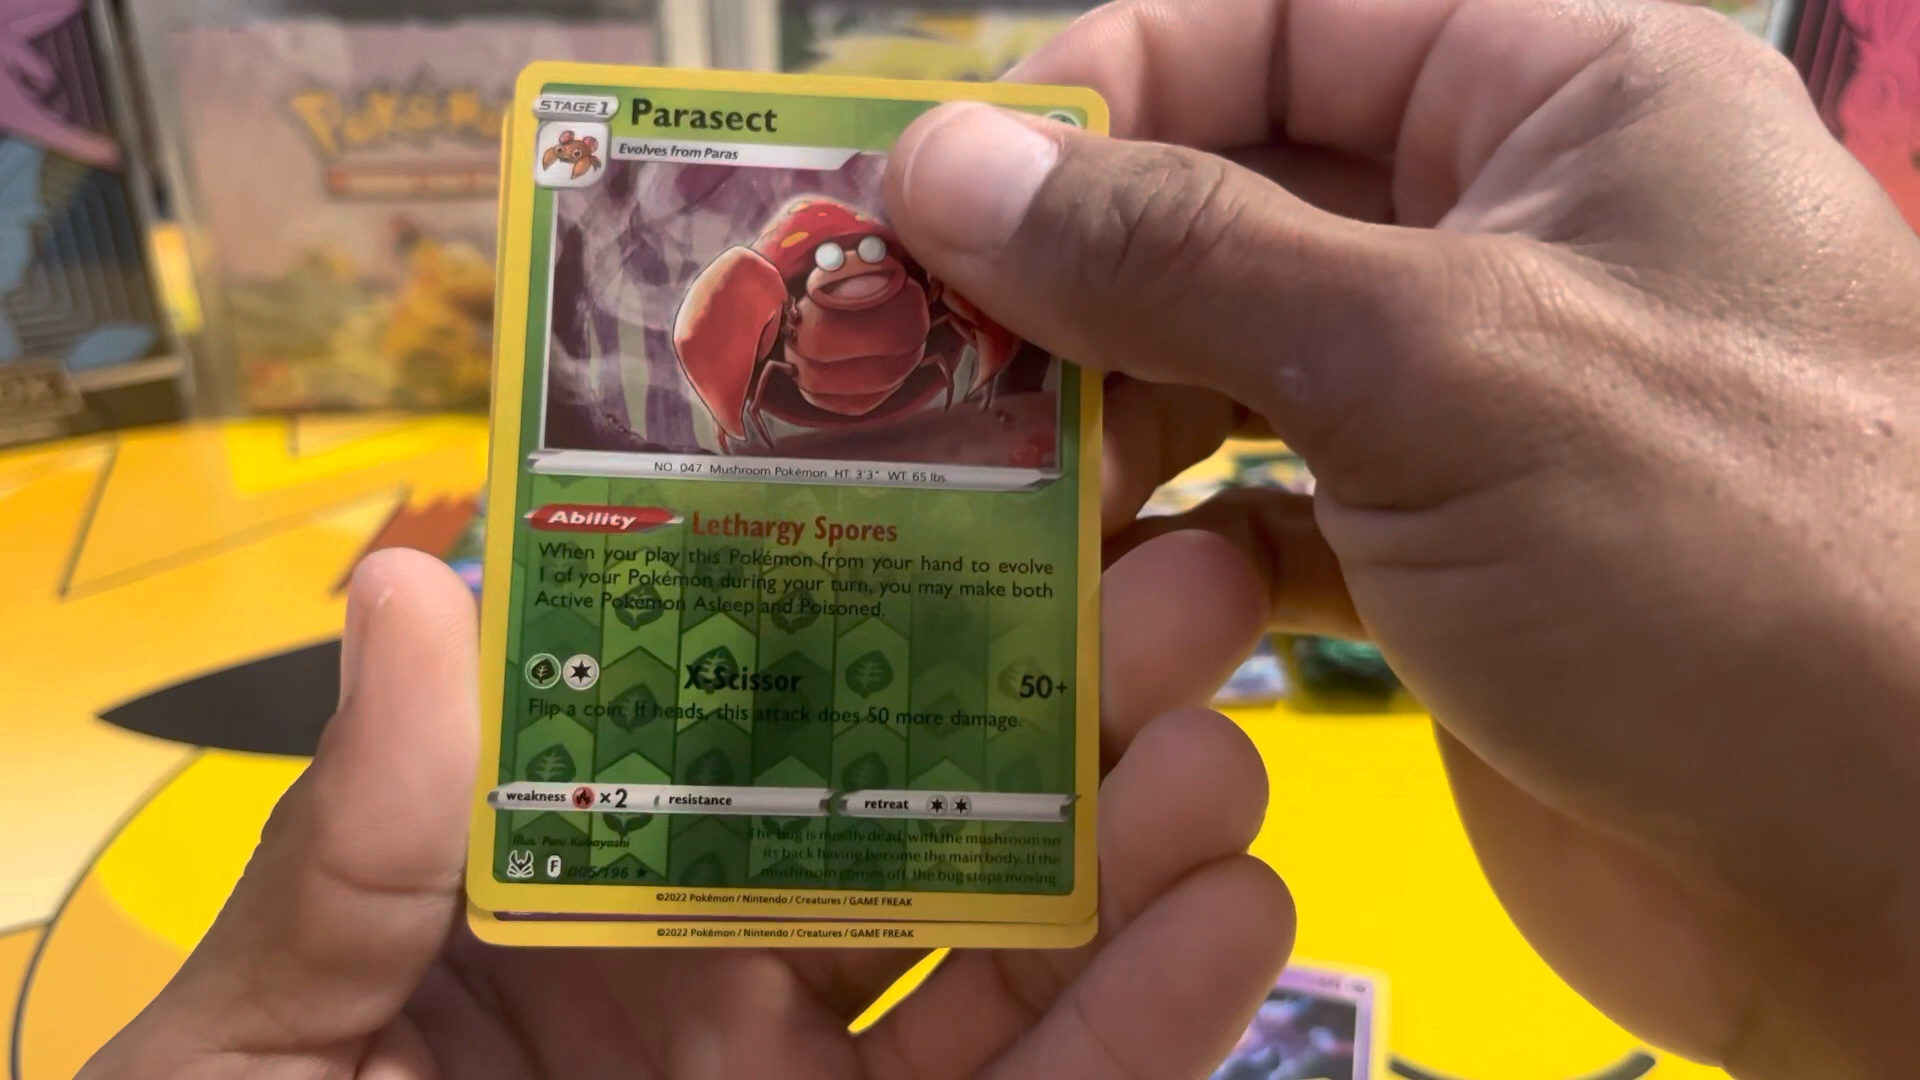 Pokémon
STAGE 1
Parasect
Evolves from Paras
NO. 047 Mushroom Pokémon HT: 3'3" WT: 65 lbs.
Ability Lethargy Spores
When you play this Pokémon from your hand to evolve
1 of your Pokémon during your turn, you may make both
Active Pokémon Asleep and Poisoned.
X-Scissor 50+
Flip a coin. If heads, this attack does 50 more damage.
weakness ×2 resistance retreat
Illus. Pani Kobayashi
The bug is mostly dead, with the mushroom on
its back having become the main body. If the
mushroom comes off, the bug stops moving
F 005/196 ★
©2022 Pokémon / Nintendo / Creatures / GAME FREAK
©2022 Pokémon / Nintendo / Creatures / GAME FREAK